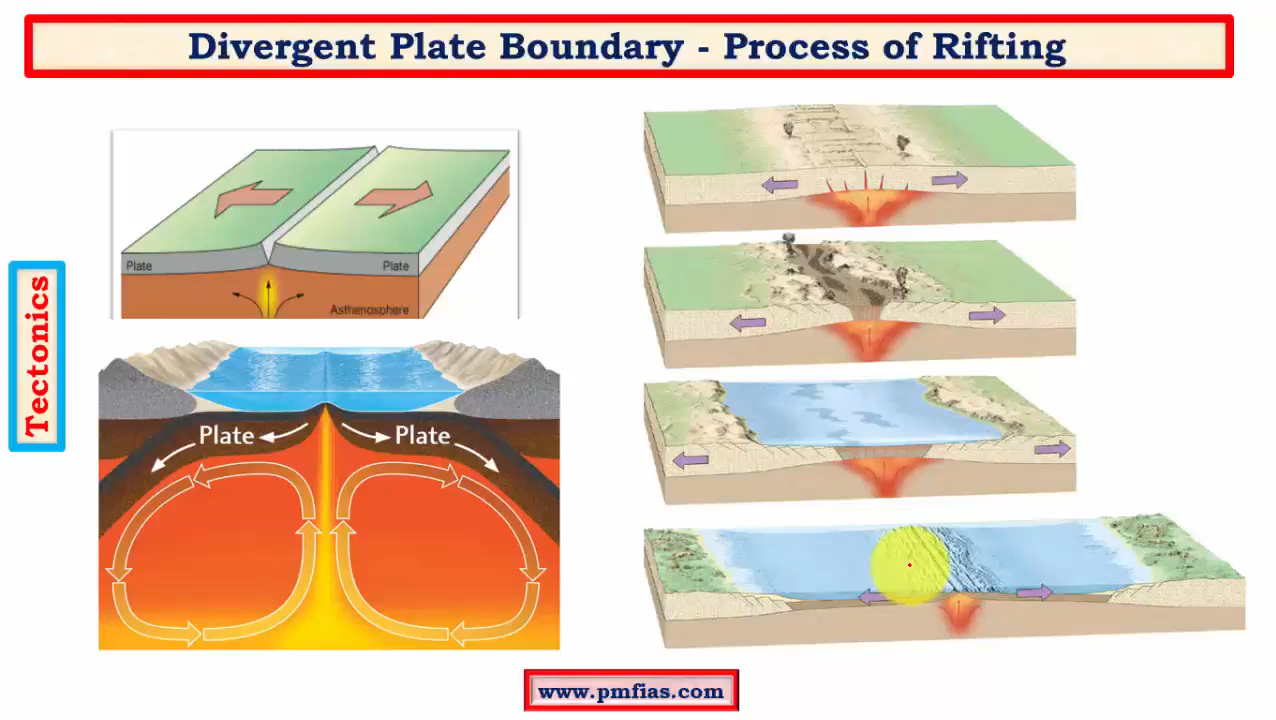 Divergent Plate Boundary - Process of Rifting
Tectonics
Plate
Plate
Asthenosphere
Plate
Plate
www.pmfias.com